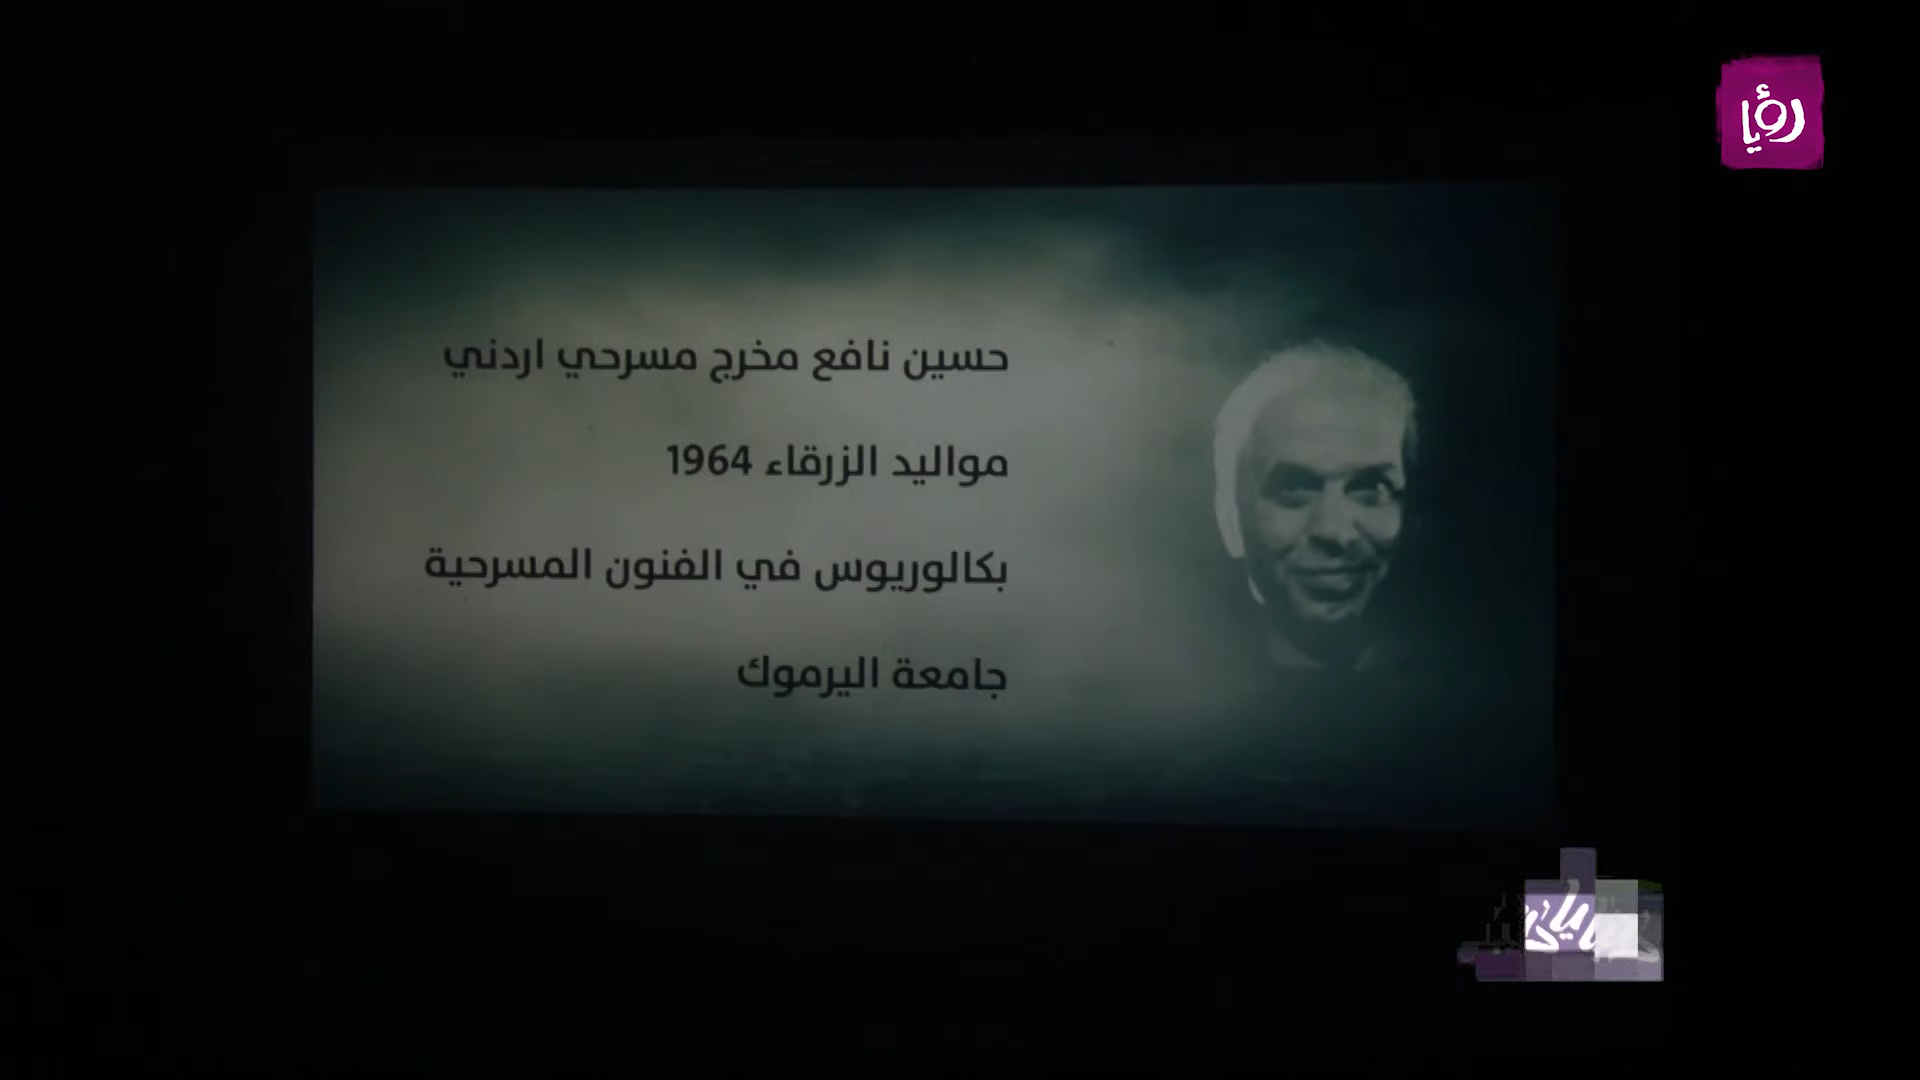 رؤيا
حسين نافع مخرج مسرحي اردني
مواليد الزرقاء 1964
بكالوريوس في الفنون المسرحية
جامعة اليرموك